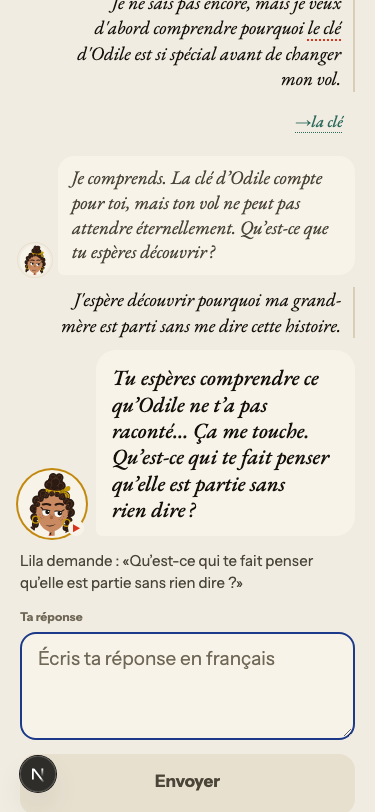 Je ne sais pas encore, mais je veux
d'abord comprendre pourquoi le clé
d'Odile est si spécial avant de changer
mon vol.
→la clé
Je comprends. La clé d’Odile compte
pour toi, mais ton vol ne peut pas
attendre éternellement. Qu’est-ce que
tu espères découvrir ?
J'espère découvrir pourquoi ma grand-
mère est parti sans me dire cette histoire.
Tu espères comprendre ce
qu’Odile ne t’a pas
raconté... Ça me touche.
Qu’est-ce qui te fait penser
qu’elle est partie sans
rien dire ?
Lila demande : «Qu’est-ce qui te fait penser
qu’elle est partie sans rien dire ?»
Ta réponse
Écris ta réponse en français
N
Envoyer